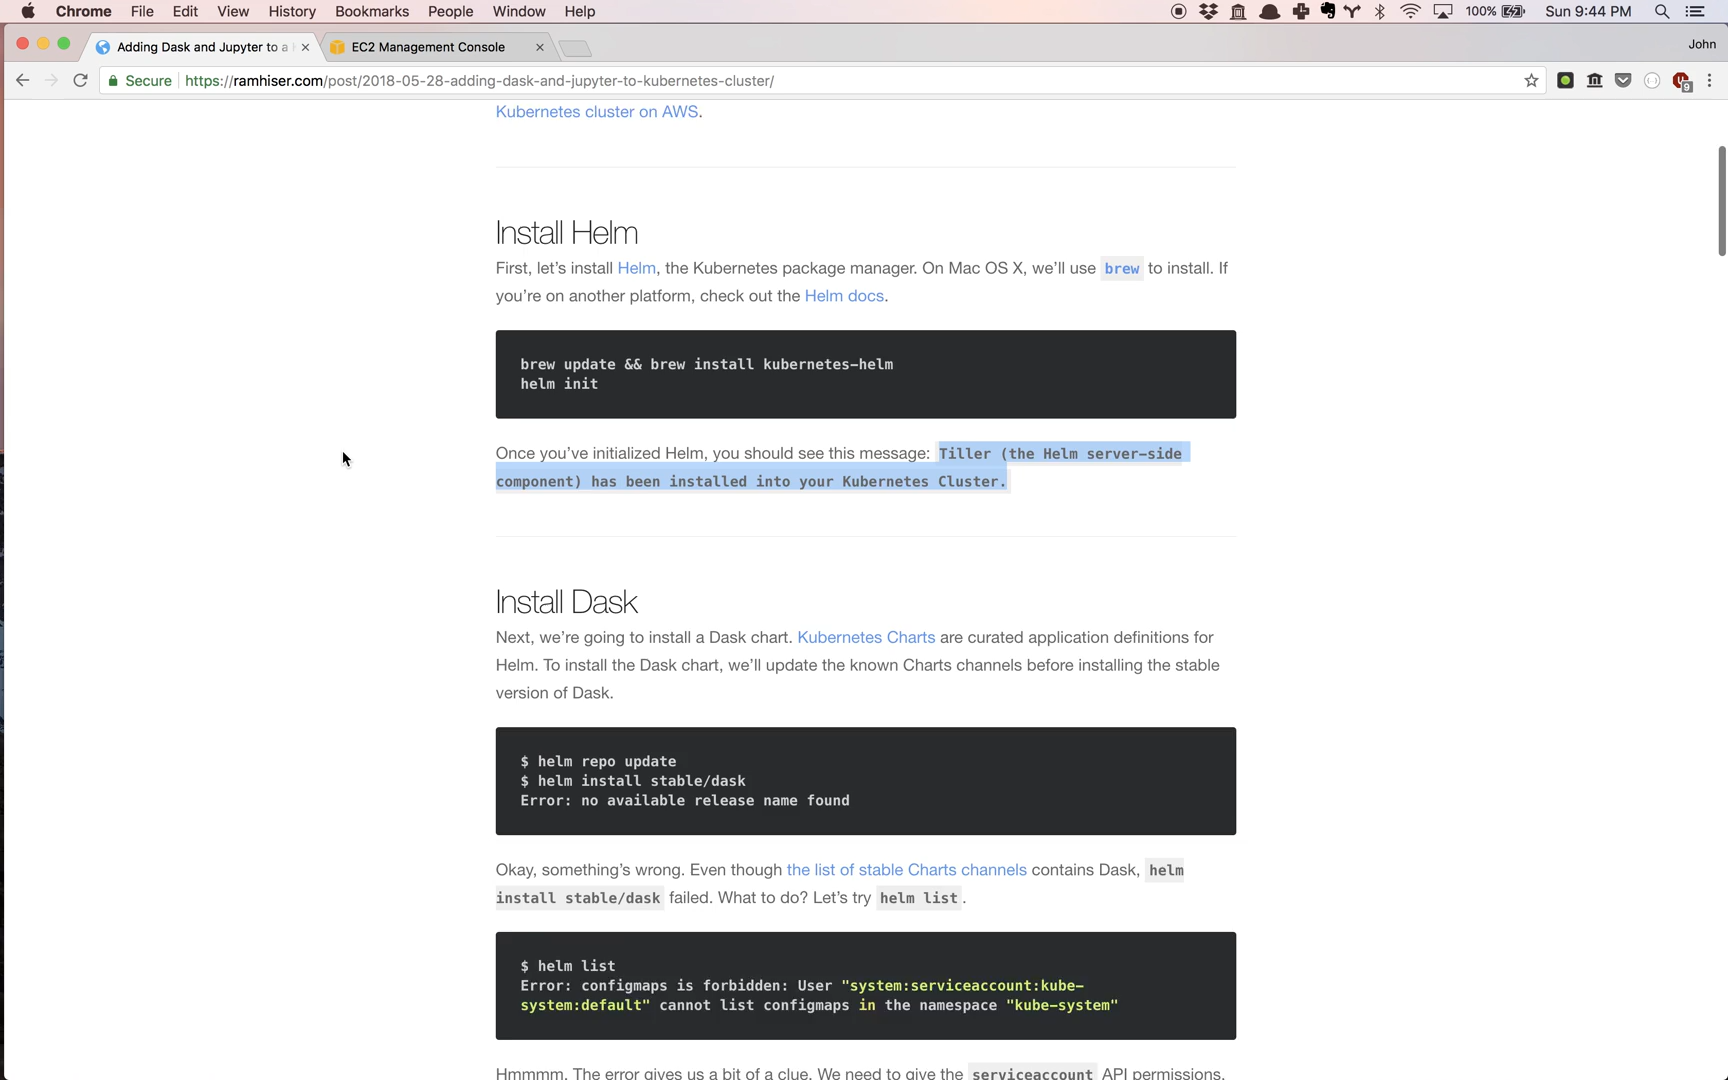 Chrome File Edit View History Bookmarks People Window Help 100% Sun 9:44 PM
Adding Dask and Jupyter to a EC2 Management Console John
Secure https://ramhiser.com/post/2018-05-28-adding-dask-and-jupyter-to-kubernetes-cluster/ 9
Kubernetes cluster on AWS.
Install Helm
First, let’s install Helm, the Kubernetes package manager. On Mac OS X, we’ll use brew to install. If
you’re on another platform, check out the Helm docs.
brew update && brew install kubernetes-helm
helm init
Once you’ve initialized Helm, you should see this message: Tiller (the Helm server-side
component) has been installed into your Kubernetes Cluster.
Install Dask
Next, we’re going to install a Dask chart. Kubernetes Charts are curated application definitions for
Helm. To install the Dask chart, we’ll update the known Charts channels before installing the stable
version of Dask.
$ helm repo update
$ helm install stable/dask
Error: no available release name found
Okay, something’s wrong. Even though the list of stable Charts channels contains Dask, helm
install stable/dask failed. What to do? Let’s try helm list.
$ helm list
Error: configmaps is forbidden: User "system:serviceaccount:kube-
system:default" cannot list configmaps in the namespace "kube-system"
Hmmmm. The error gives us a bit of a clue. We need to give the serviceaccount API permissions.